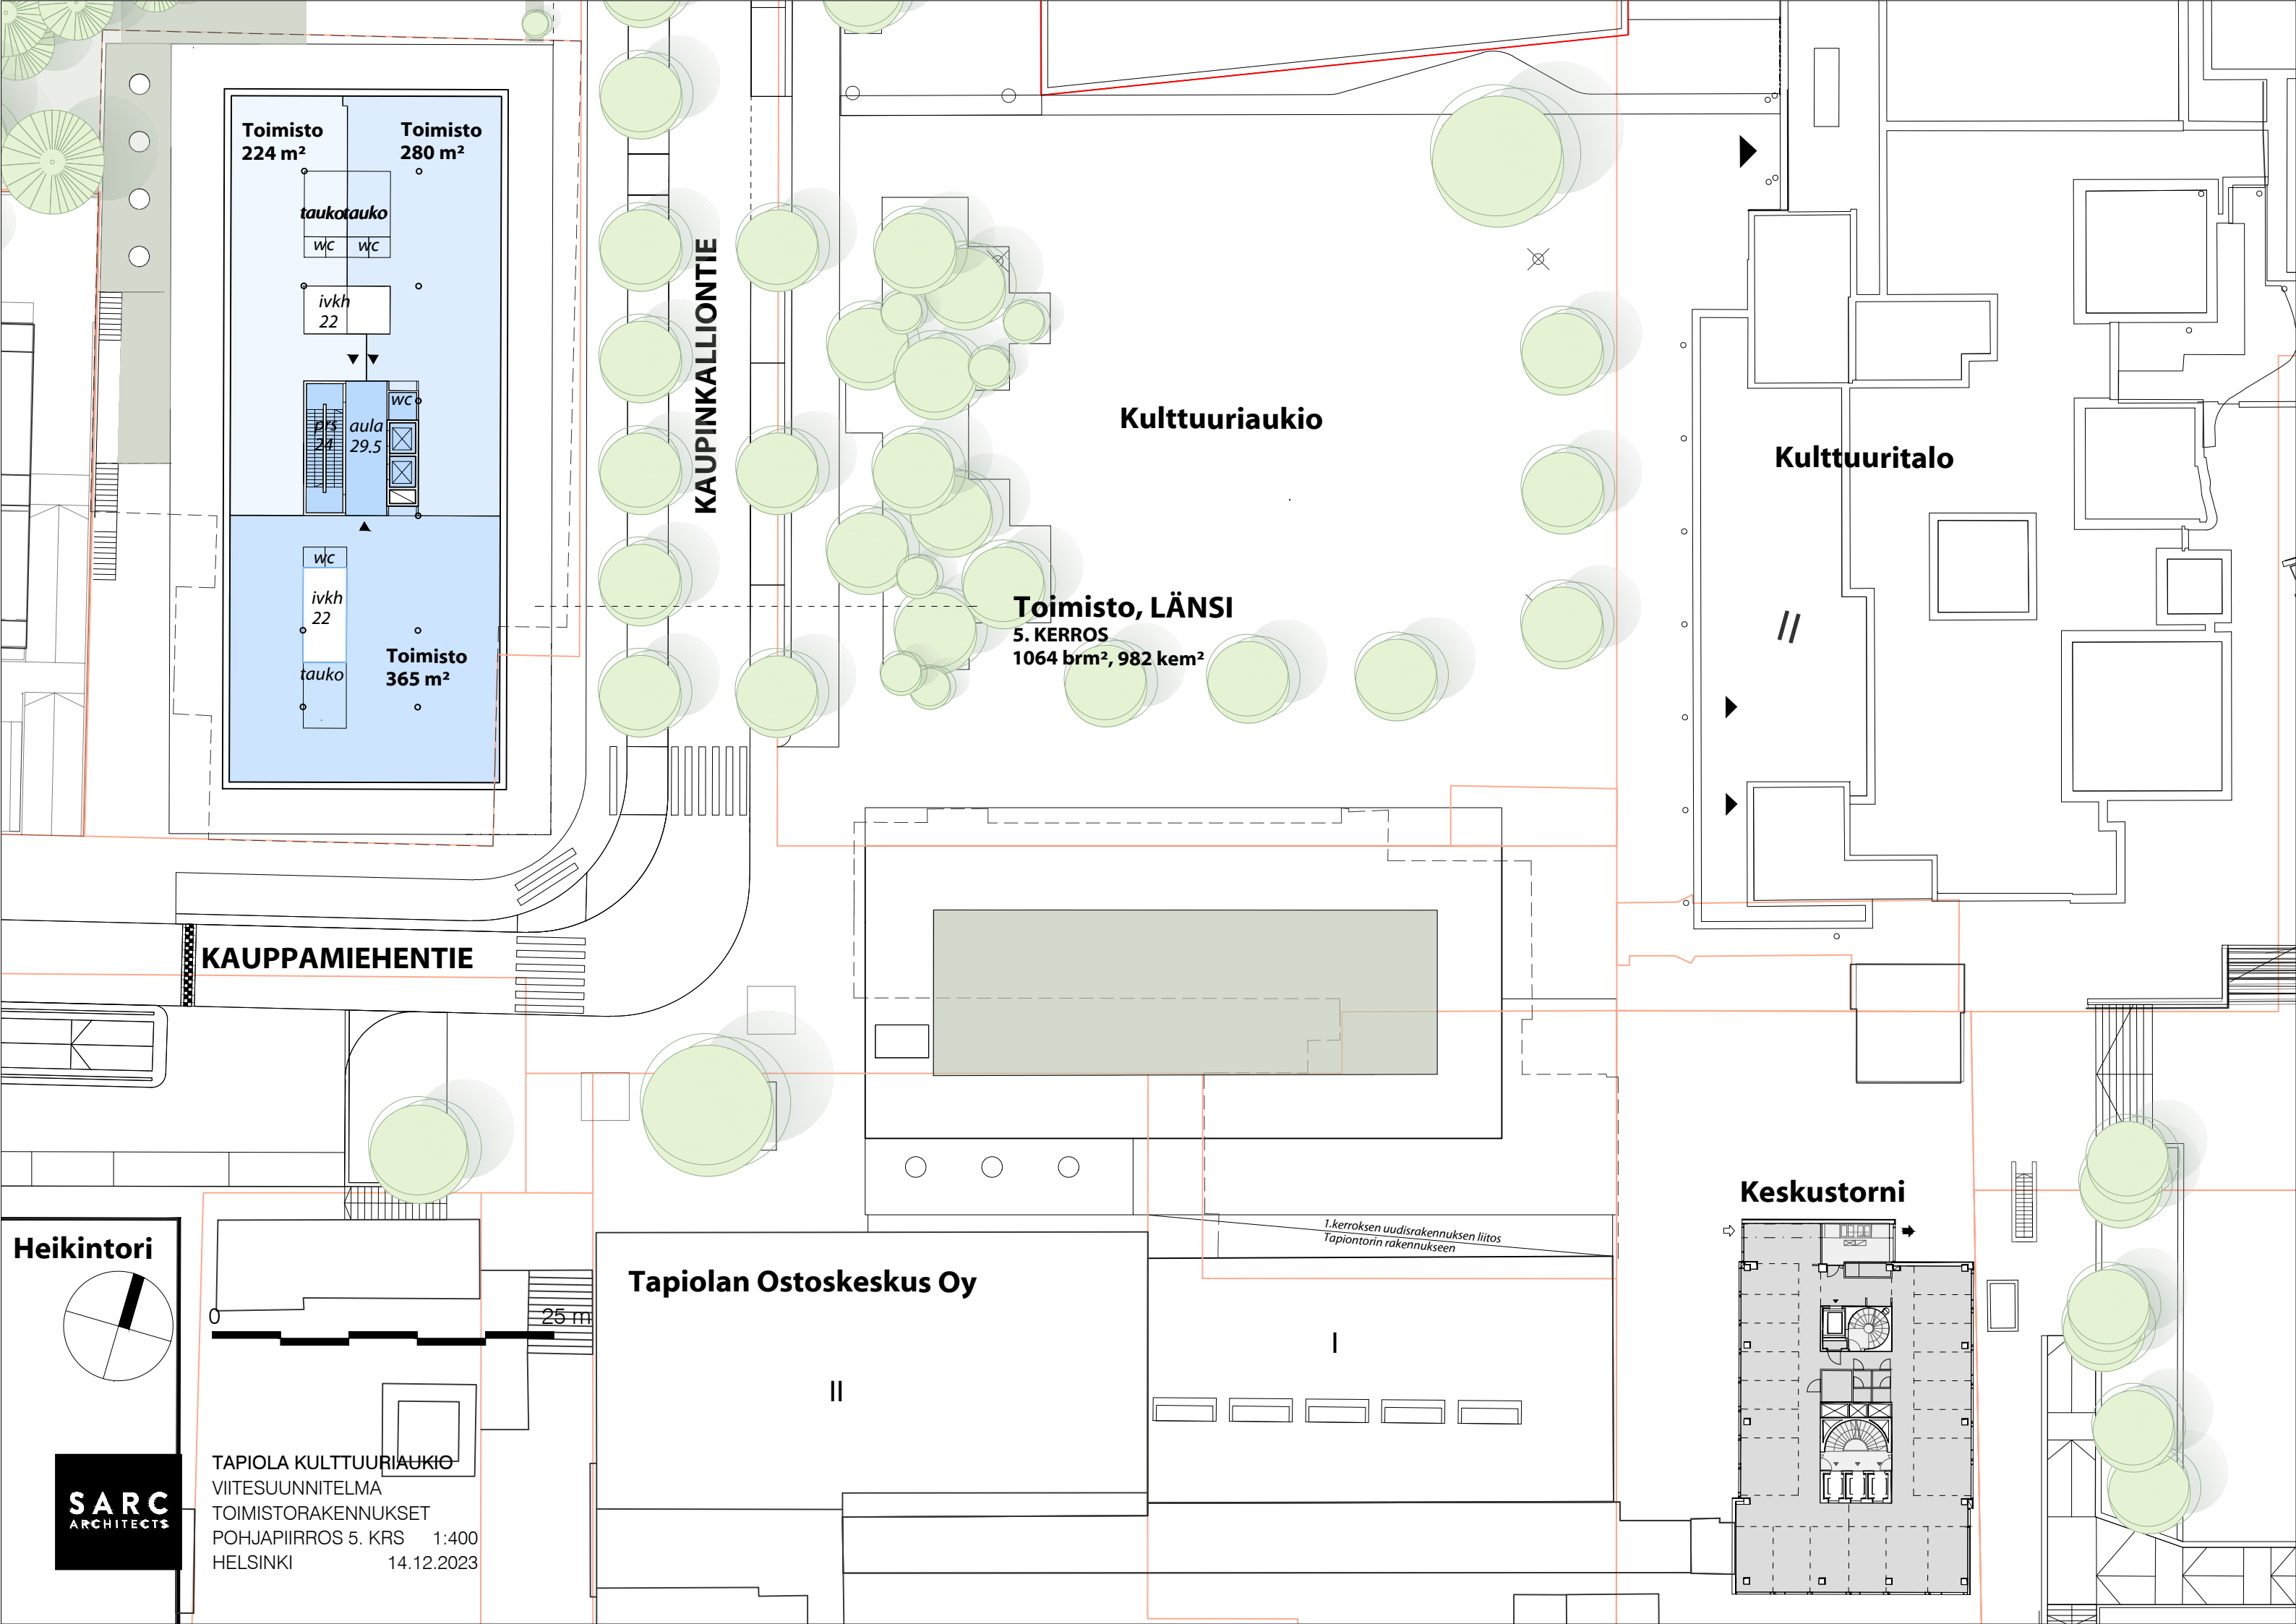 Toimisto
224 m²
Toimisto
280 m²
tauko
tauko
wc
wc
ivkh
22
wc
prs
24
aula
29.5
wc
ivkh
22
tauko
Toimisto
365 m²
KAUPINKALLIONTIE
Kulttuuriaukio
Kulttuuritalo
Toimisto, LÄNSI
5. KERROS
1064 brm², 982 kem²
II
KAUPPAMIEHENTIE
Keskustorni
1.kerroksen uudisrakennuksen liitos
Tapiontorin rakennukseen
Heikintori
Tapiolan Ostoskeskus Oy
0
25 m
I
II
SARC
ARCHITECTS
TAPIOLA KULTTUURIAUKIO
VIITESUUNNITELMA
TOIMISTORAKENNUKSET
POHJAPIIRROS 5. KRS 1:400
HELSINKI 14.12.2023